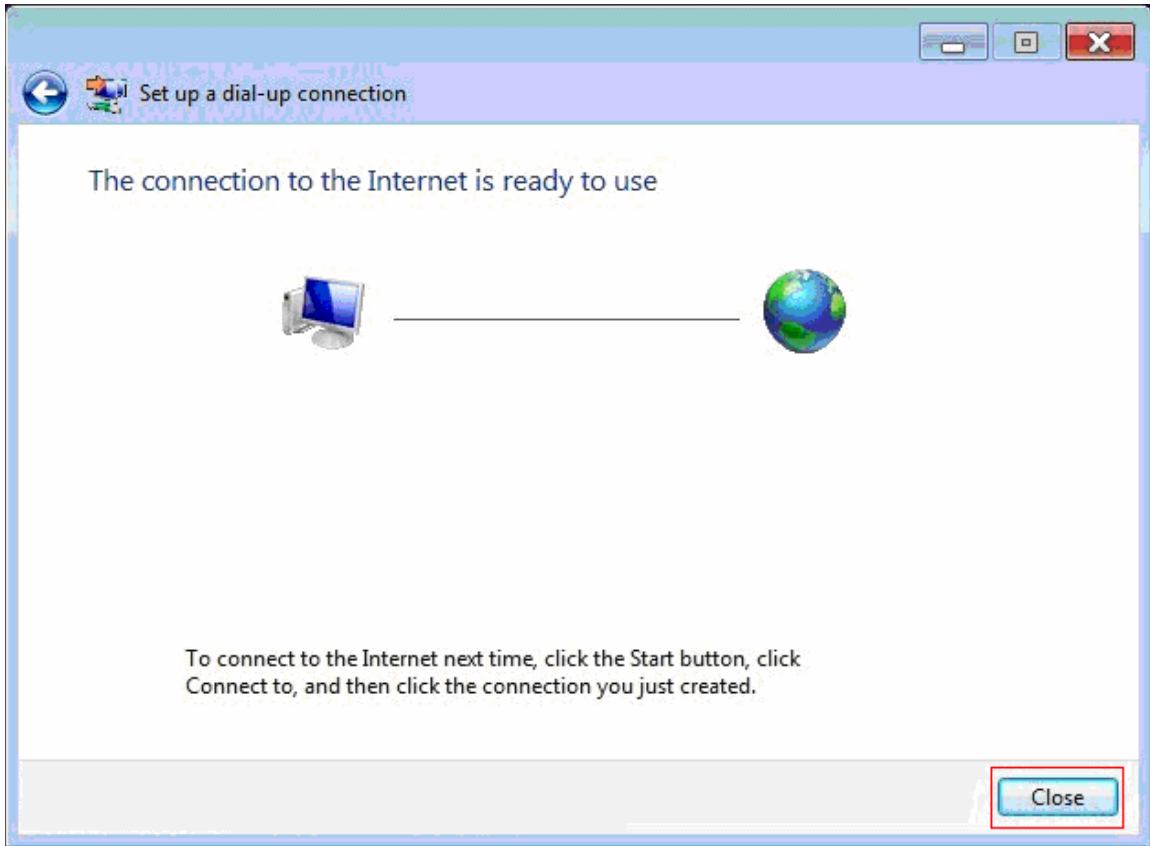 Set up a dial-up connection
The connection to the Internet is ready to use
To connect to the Internet next time, click the Start button, click
Connect to, and then click the connection you just created.
Close